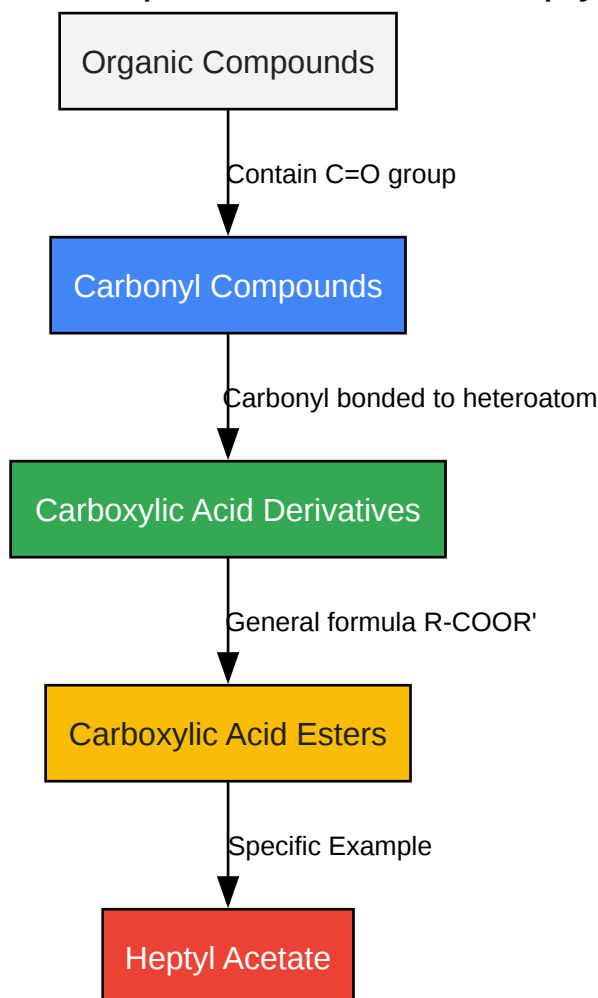 Organic Compounds
Contain C=O group
Carbonyl Compounds
Carbonyl bonded to heteroatom
Carboxylic Acid Derivatives
General formula R-COOR'
Carboxylic Acid Esters
Specific Example
Heptyl Acetate